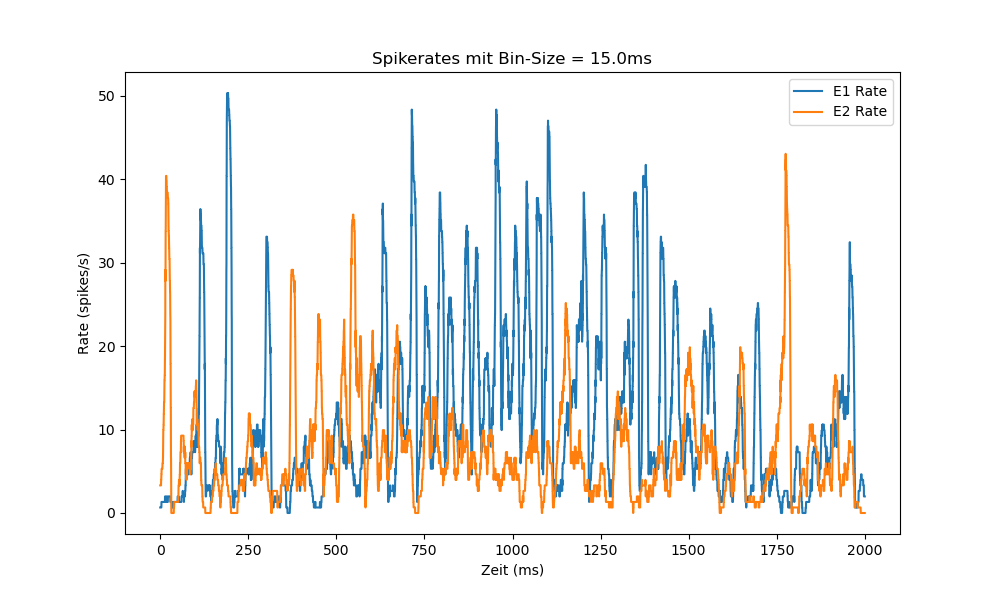 Spikerates mit Bin-Size = 15.0ms
E1 Rate
E2 Rate
50
40
30
20
10
0
Rate (spikes/s)
0 250 500 750 1000 1250 1500 1750 2000
Zeit (ms)